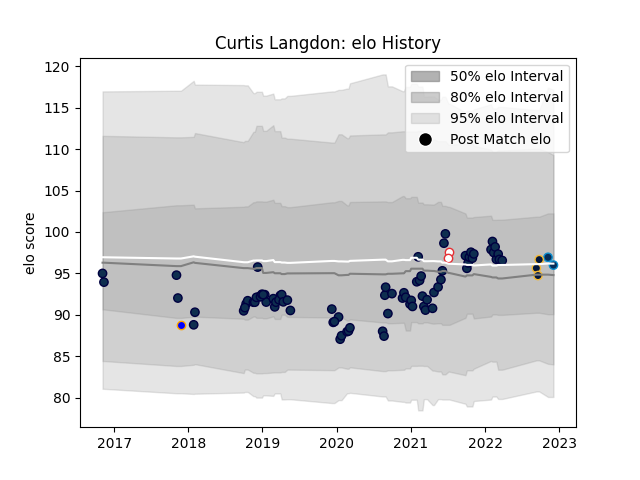 Curtis Langdon: elo History
120
115
110
105
100
95
90
85
80
elo score
50% elo Interval
80% elo Interval
95% elo Interval
Post Match elo
2017 2018 2019 2020 2021 2022 2023